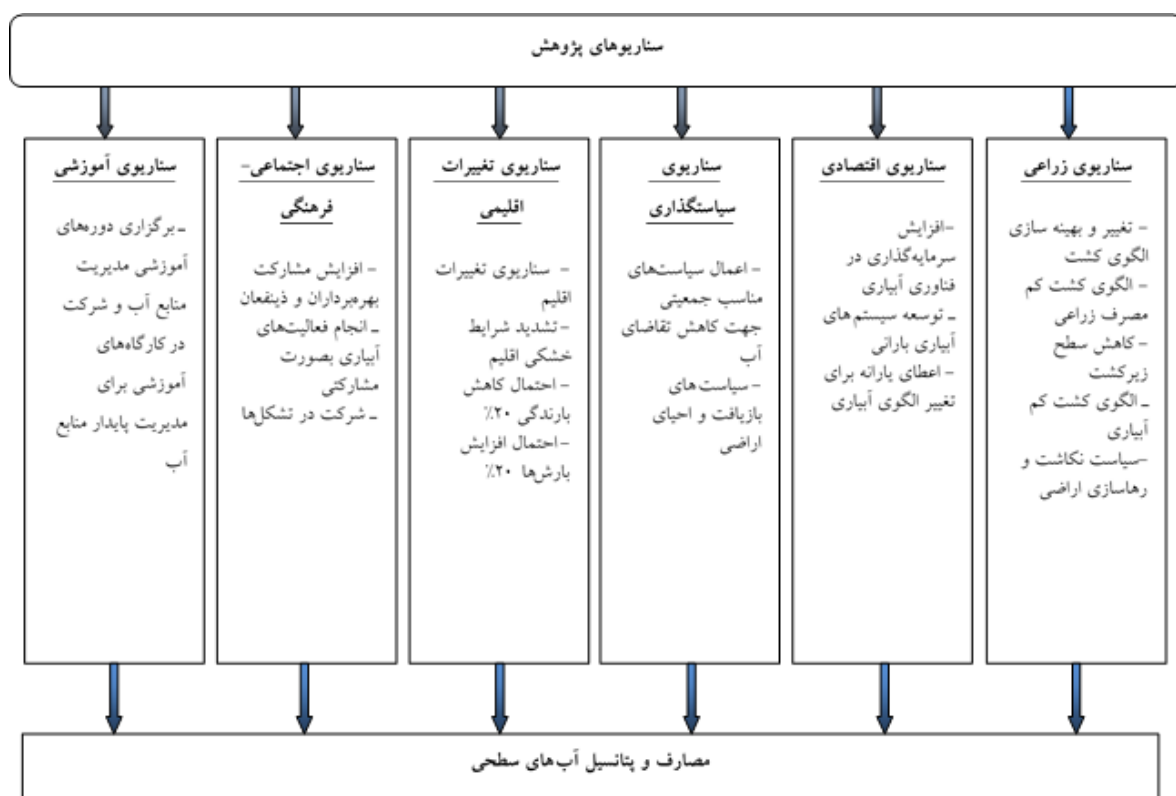 سناریوهای پژوهش
سناریوی زراعی
- تغییر و بهینه سازی
الگوی کشت
- الگوی کشت کم
مصرف زراعی
- کاهش سطح
زیرکشت
ـ الگوی کشت کم
آبیاری
-سیاست نکاشت و
رهاسازی اراضی
سناریوی اقتصادی
-افزایش
سرمایه‌گذاری در
فناوری آبیاری
ـ توسعه سیستم‌های
آبیاری بارانی
- اعطای یارانه برای
تغییر الگوی آبیاری
سناریوی
سیاستگذاری
- اعمال سیاست‌های
مناسب جمعیتی
جهت کاهش تقاضای
آب
-سیاست‌های
بازیافت و احیای
اراضی
سناریوی تغییرات
اقلیمی
- سناریوی تغییرات
اقلیم
-تشدید شرایط
خشکی اقلیم
- احتمال کاهش
بارندگی ۲۰٪
-احتمال افزایش
بارش‌ها ۲۰٪
سناریوی اجتماعی-
فرهنگی
- افزایش مشارکت
بهره‌برداران و ذینفعان
ـ انجام فعالیت‌های
آبیاری بصورت
مشارکتی
ـ شرکت در تشکل‌ها
سناریوی آموزشی
ـ برگزاری دوره‌های
آموزشی مدیریت
منابع آب و شرکت
در کارگاه‌های
آموزشی برای
مدیریت پایدار منابع
آب
مصارف و پتانسیل آب‌های سطحی